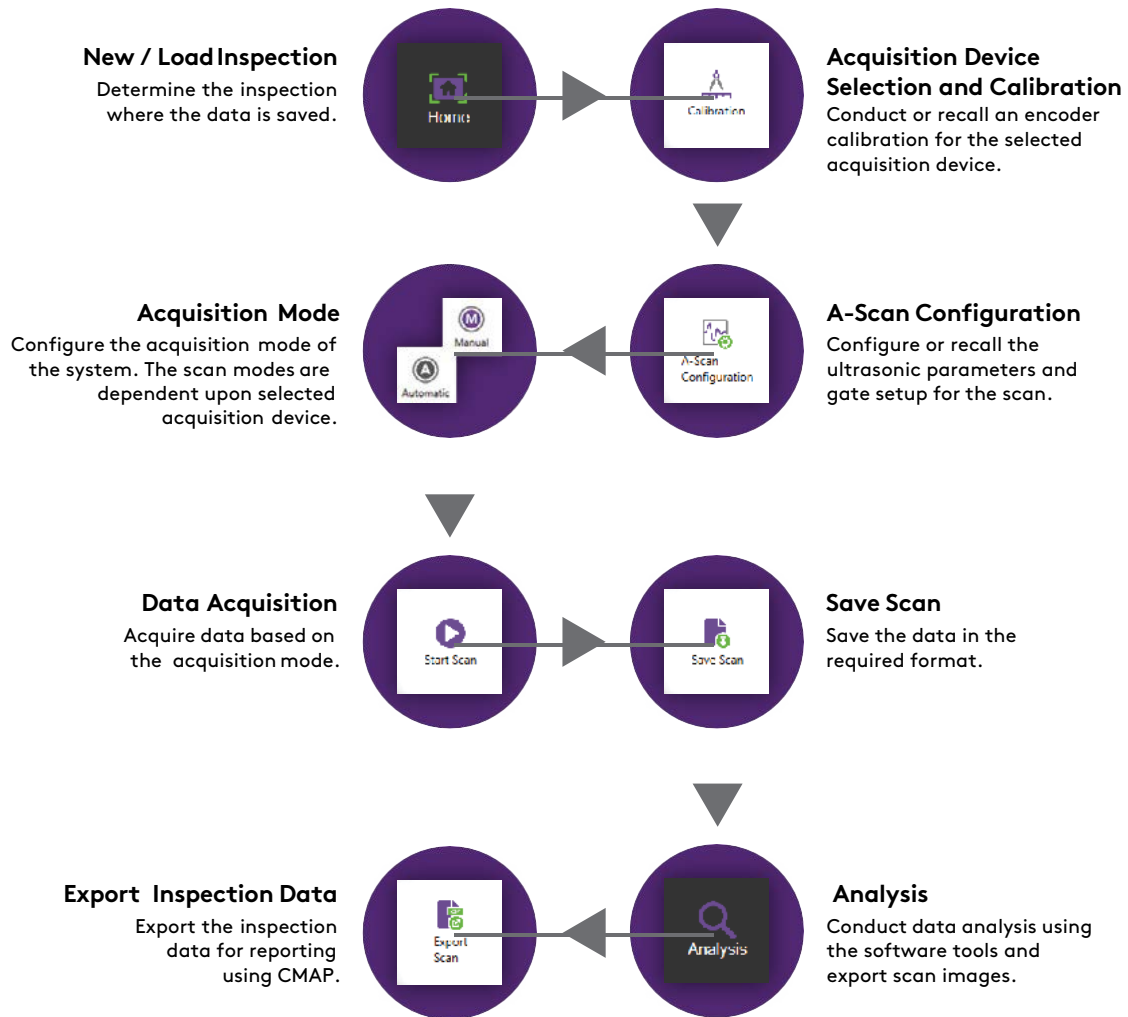 New / Load Inspection
Determine the inspection
where the data is saved.
Home
Calibration
Acquisition Device
Selection and Calibration
Conduct or recall an encoder
calibration for the selected
acquisition device.
Acquisition Mode
Configure the acquisition mode of
the system. The scan modes are
dependent upon selected
acquisition device.
M
Manual
A
Automatic
A-Scan
Configuration
A-Scan Configuration
Configure or recall the
ultrasonic parameters and
gate setup for the scan.
Data Acquisition
Acquire data based on
the acquisition mode.
Start Scan
Save Scan
Save Scan
Save the data in the
required format.
Export Inspection Data
Export the inspection
data for reporting
using CMAP.
Export
Scan
Analysis
Analysis
Conduct data analysis using
the software tools and
export scan images.